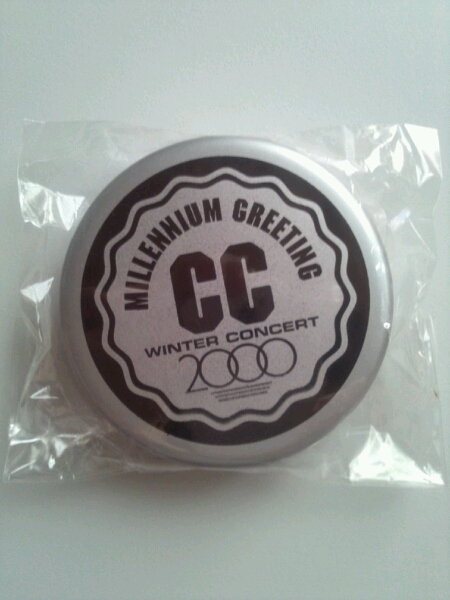 MILLENNIUM GREETING
CC
WINTER CONCERT
2000